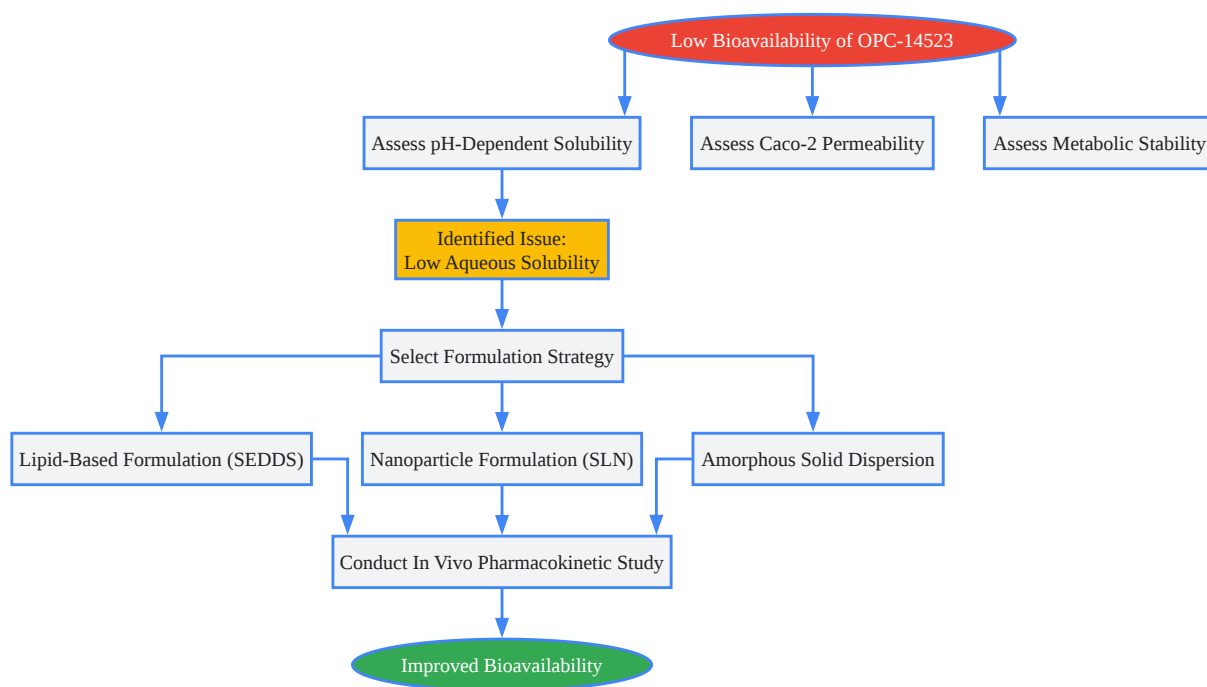 Low Bioavailability of OPC-14523
Assess pH-Dependent Solubility
Assess Caco-2 Permeability
Assess Metabolic Stability
Identified Issue:
Low Aqueous Solubility
Select Formulation Strategy
Lipid-Based Formulation (SEDDS)
Nanoparticle Formulation (SLN)
Amorphous Solid Dispersion
Conduct In Vivo Pharmacokinetic Study
Improved Bioavailability